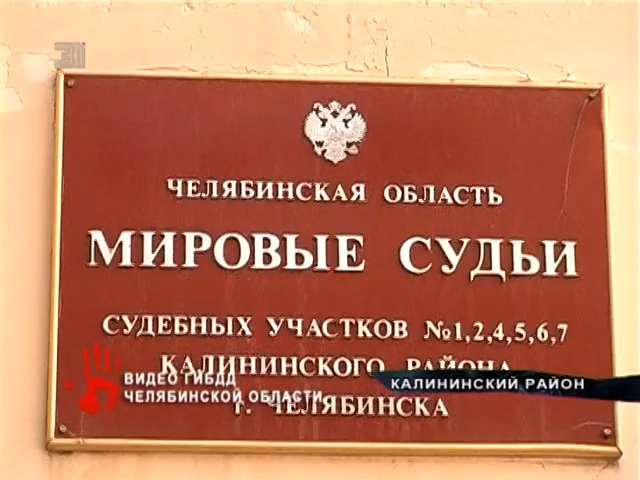 31
ЧЕЛЯБИНСКАЯ ОБЛАСТЬ
МИРОВЫЕ СУДЬИ
СУДЕБНЫХ УЧАСТКОВ №1,2,4,5,6,7
КАЛИНИНСКОГО РАЙОНА
г. ЧЕЛЯБИНСКА
ВИДЕО ГИБДД
ЧЕЛЯБИНСКОЙ ОБЛАСТИ
КАЛИНИНСКИЙ РАЙОН